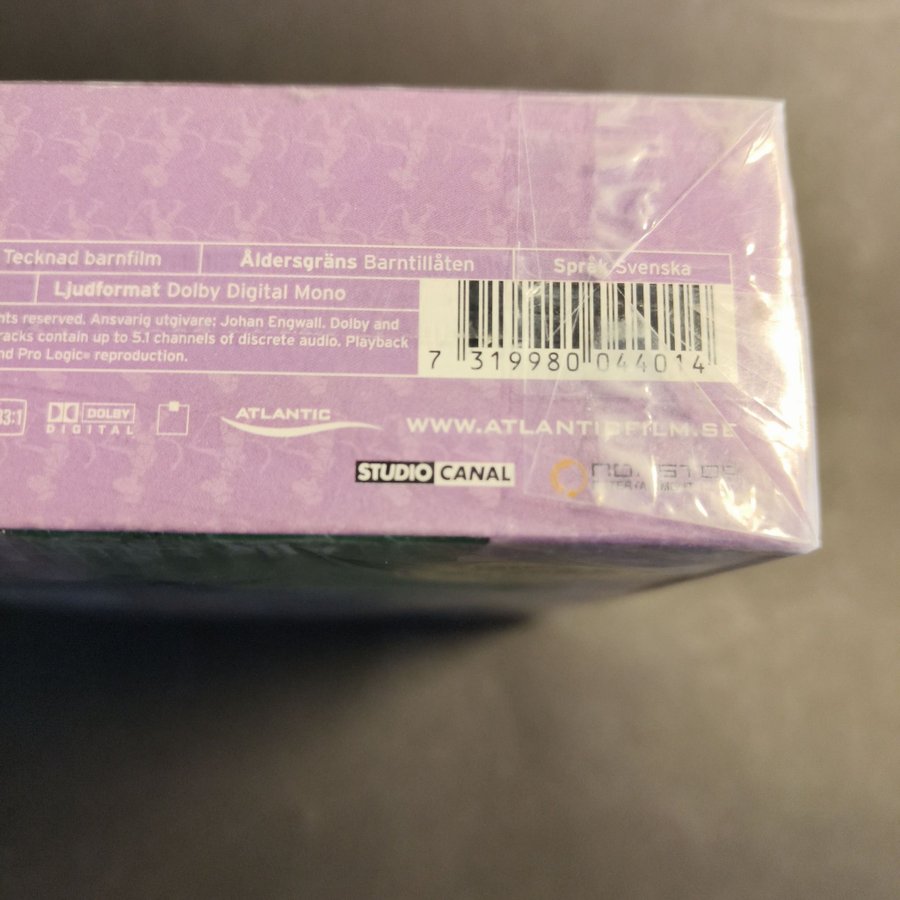 Tecknad barnfilm Åldersgräns Barntillåten Språk Svenska
Ljudformat Dolby Digital Mono
nts reserved. Ansvarig utgivare: Johan Engwall. Dolby and
racks contain up to 5.1 channels of discrete audio. Playback
nd Pro Logic® reproduction.
7 319980 044014
33:1 DOLBY DIGITAL ATLANTIC WWW.ATLANTICFILM.SE
STUDIO CANAL